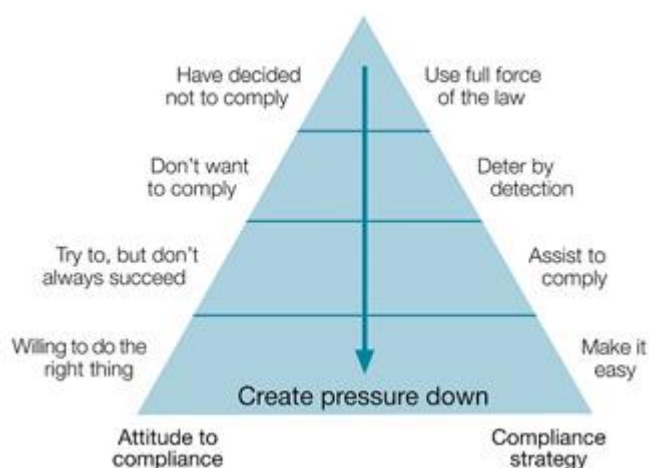 Have decided
not to comply
Use full force
of the law
Don't want
to comply
Deter by
detection
Try to, but don't
always succeed
Assist to
comply
Willing to do the
right thing
Make it
easy
Create pressure down
Attitude to
compliance
Compliance
strategy